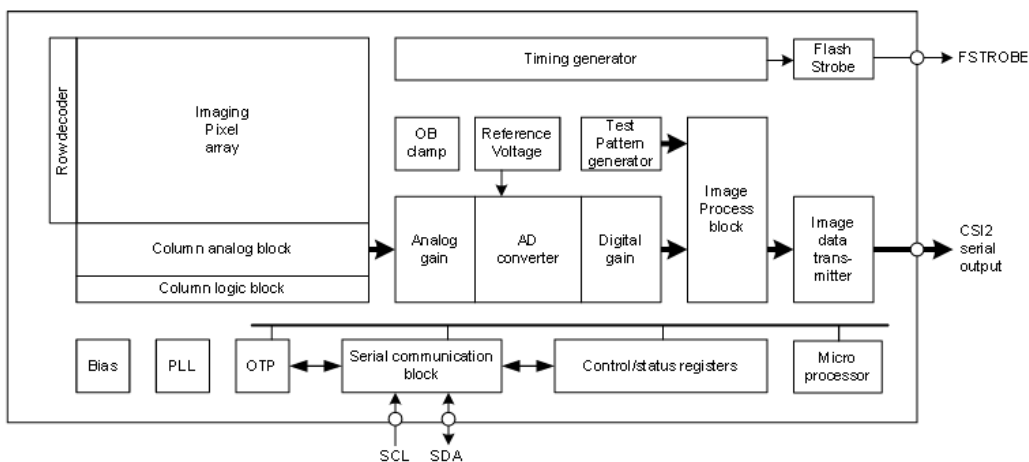 Row decoder
Imaging
Pixel
array
Column analog block
Column logic block
Timing generator
Flash
Strobe
FSTROBE
OB
clamp
Reference
Voltage
Test
Pattern
generator
Image
Process
block
Analog
gain
AD
converter
Digital
gain
Image
data
trans-
mitter
CSI2
serial
output
Bias
PLL
OTP
Serial communication
block
Control/status registers
Micro
processor
SCL
SDA